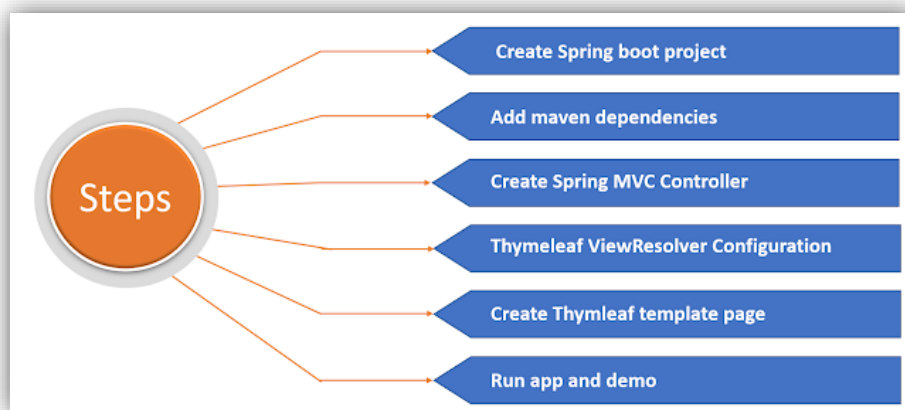 Steps
Create Spring boot project
Add maven dependencies
Create Spring MVC Controller
Thymeleaf ViewResolver Configuration
Create Thymleaf template page
Run app and demo